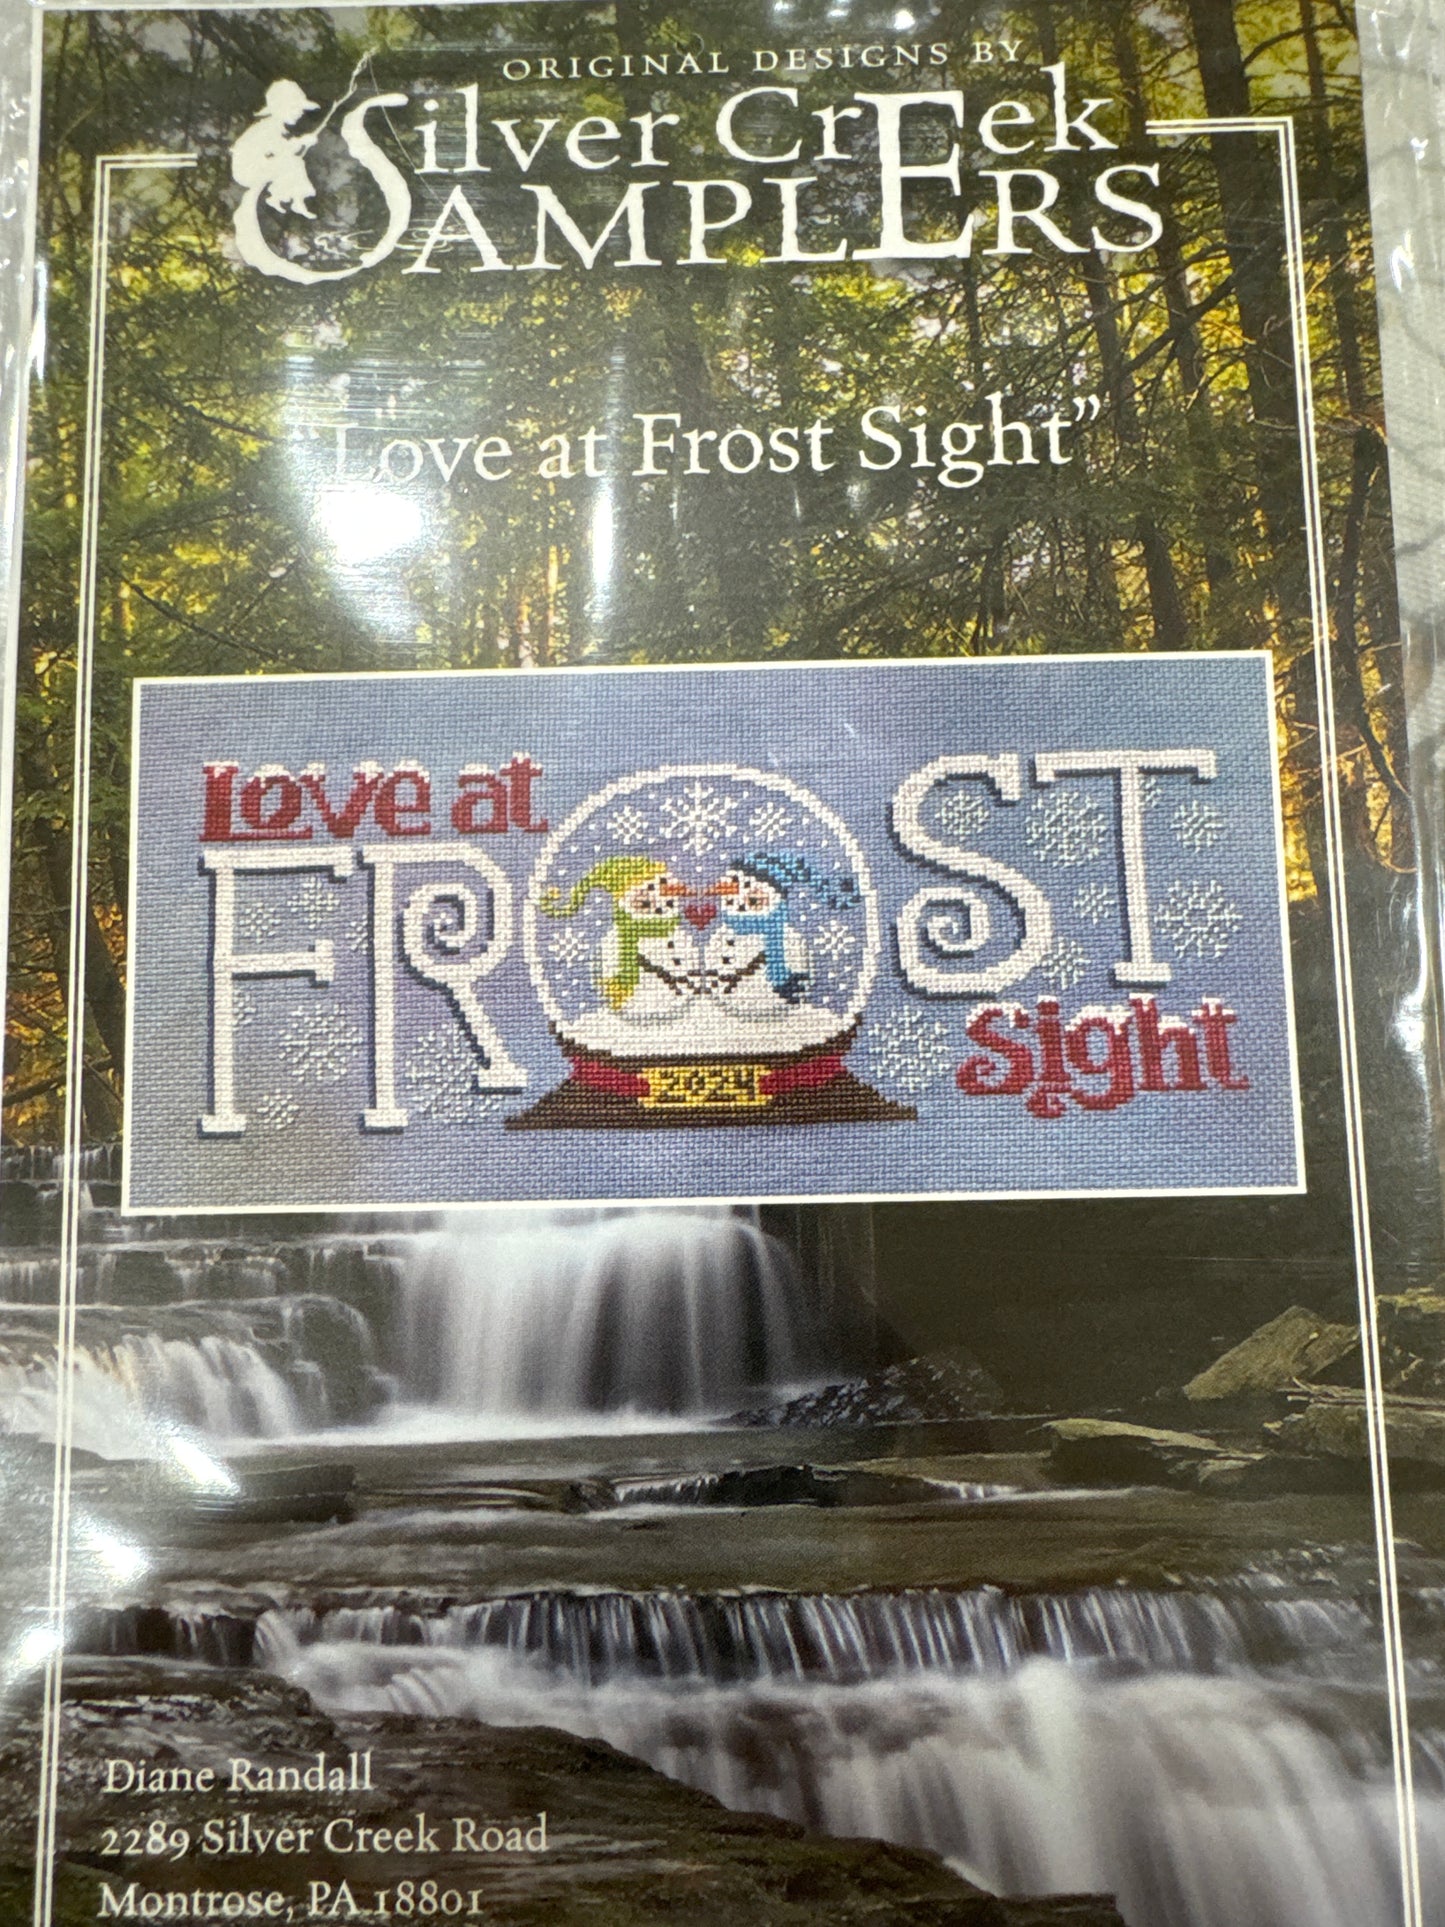 ORIGINAL DESIGNS BY
Silver CrEek
SAMPLERS
"Love at Frost Sight"
Love at
FROST
Sight
2024
Diane Randall
2289 Silver Creek Road
Montrose, PA 18801